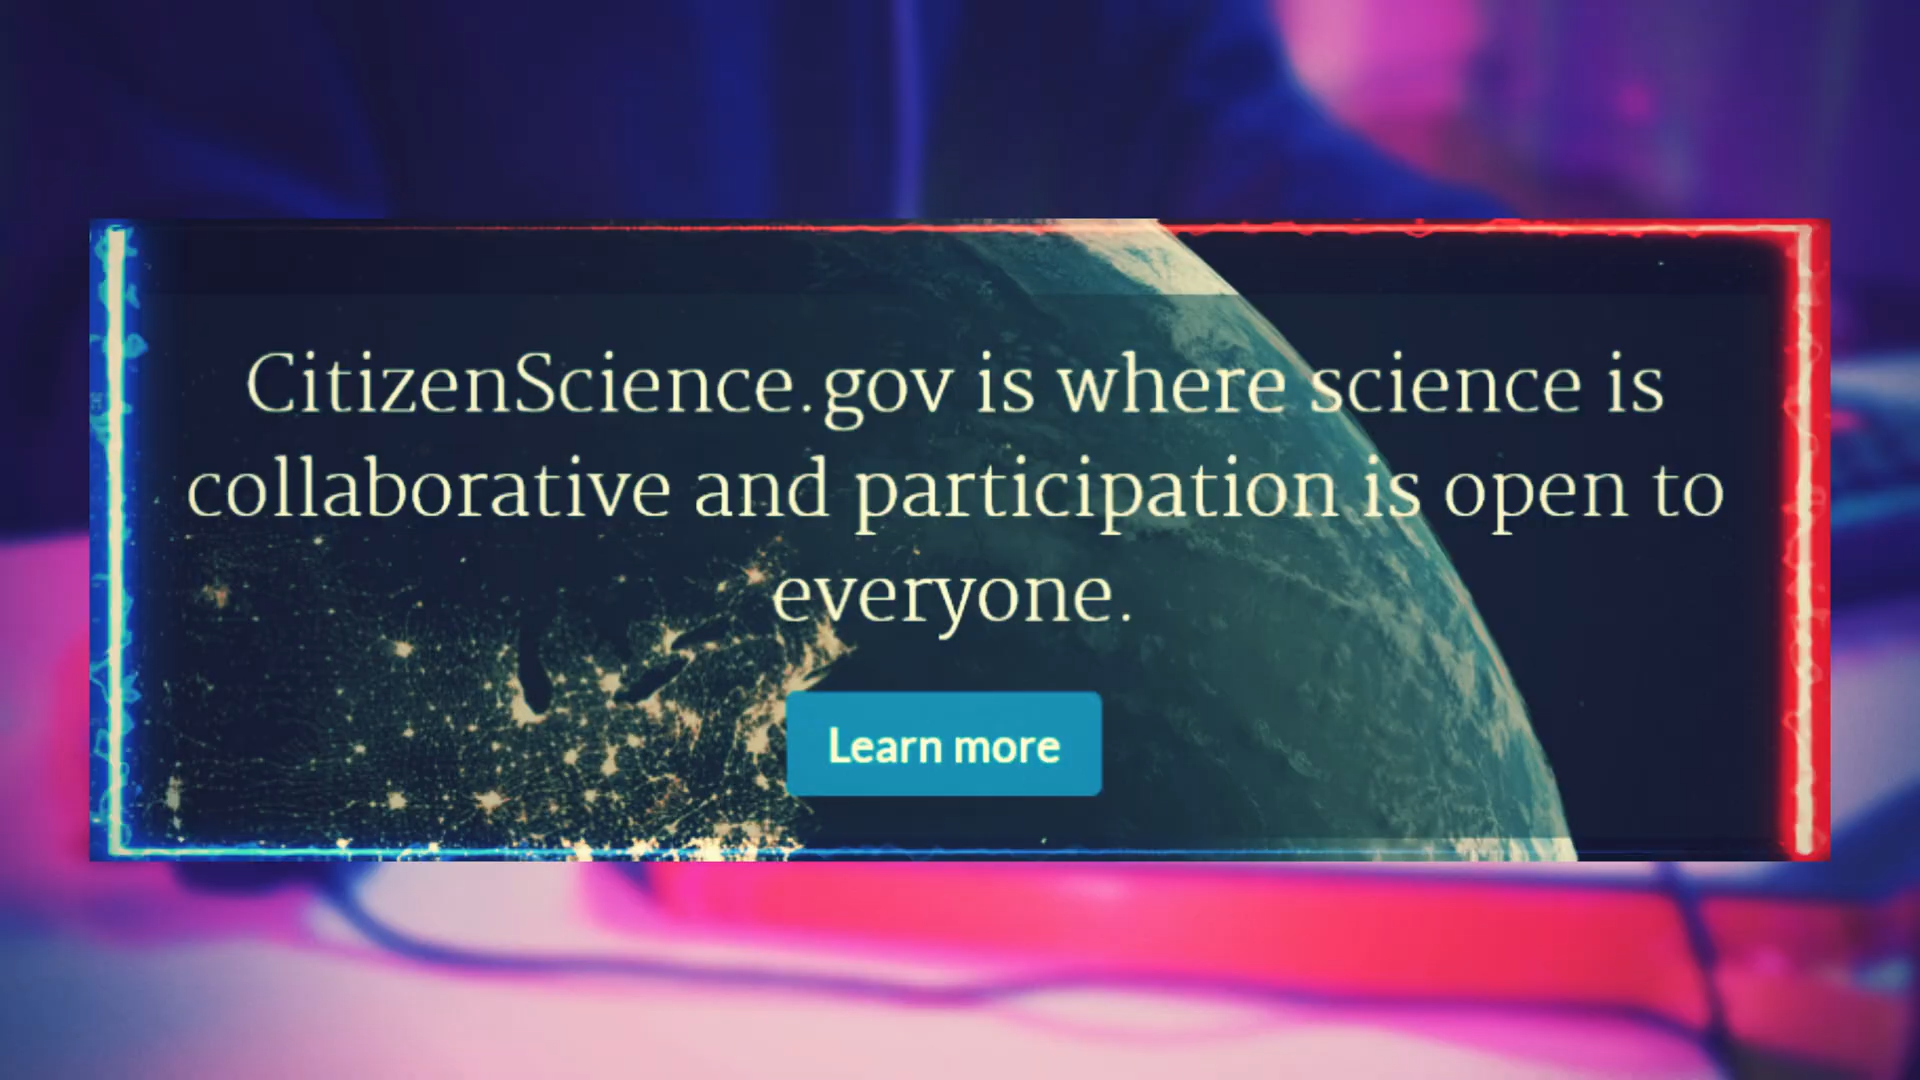 CitizenScience.gov is where science is
collaborative and participation is open to
everyone.
Learn more